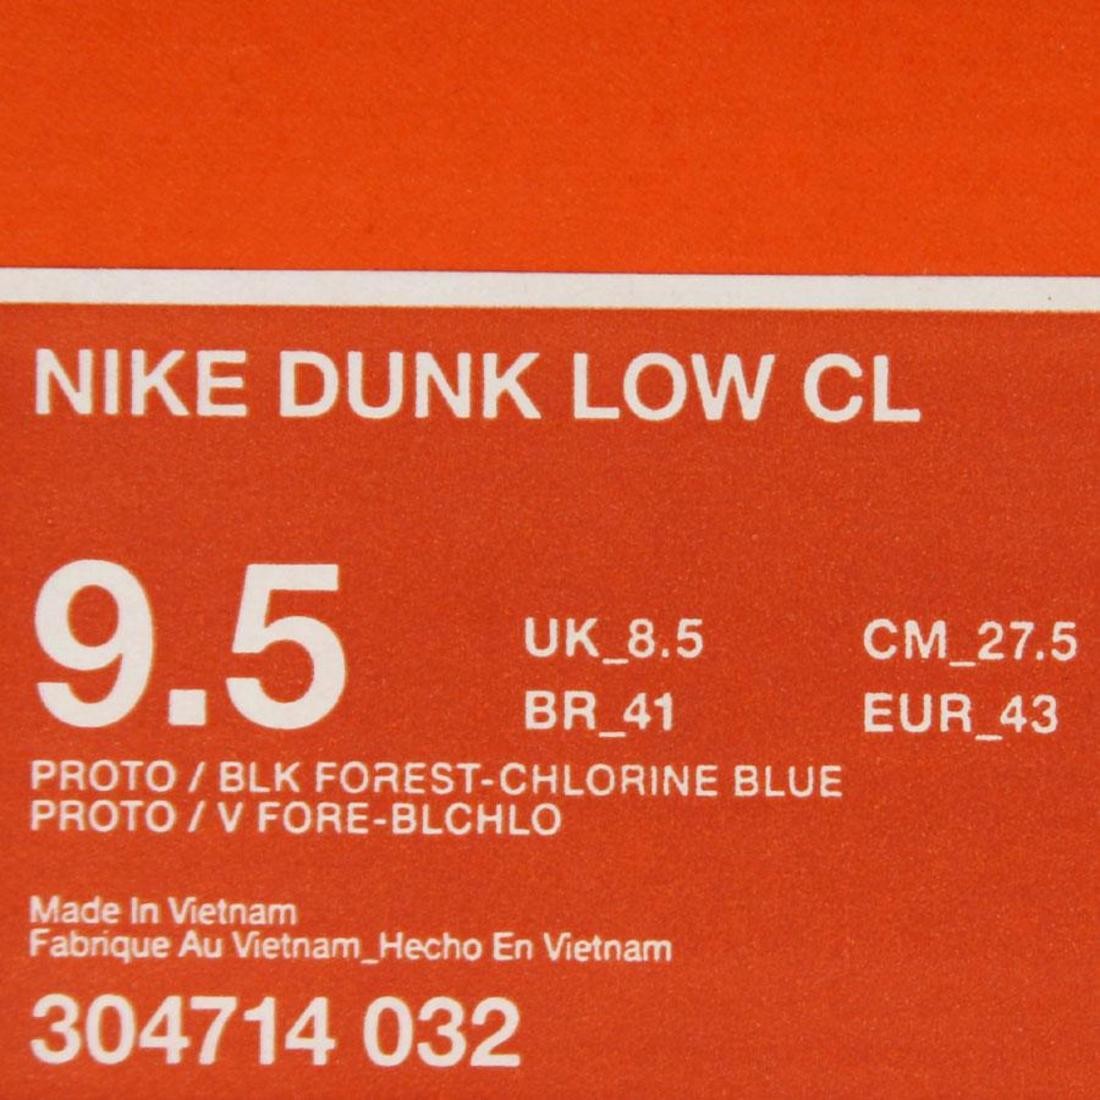 NIKE DUNK LOW CL
9.5
UK_8.5 CM_27.5
BR_41 EUR_43
PROTO / BLK FOREST-CHLORINE BLUE
PROTO / V FORE-BLCHLO
Made In Vietnam
Fabrique Au Vietnam_Hecho En Vietnam
304714 032